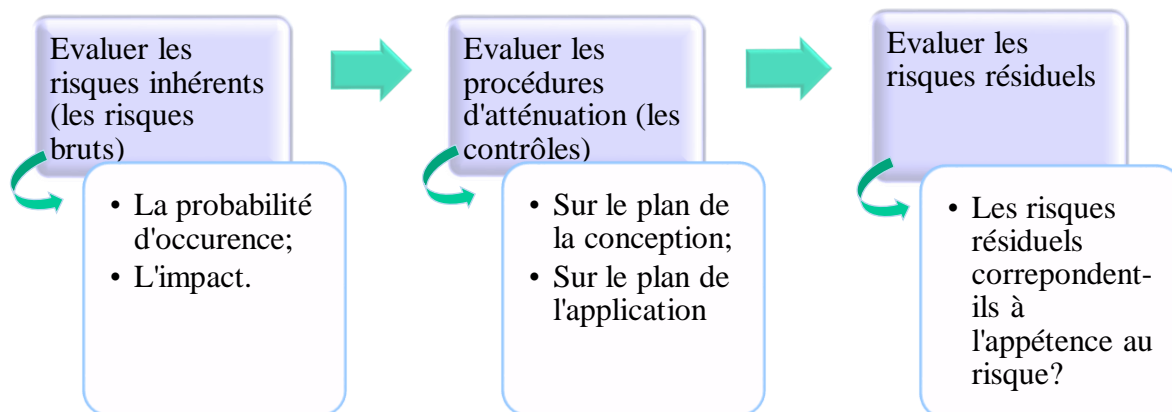 Evaluer les
risques inhérents
(les risques
bruts)
• La probabilité
d'occurence;
• L'impact.
Evaluer les
procédures
d'atténuation (les
contrôles)
• Sur le plan de
la conception;
• Sur le plan de
l'application
Evaluer les
risques résiduels
• Les risques
résiduels
correpondent-
ils à
l'appétence au
risque?